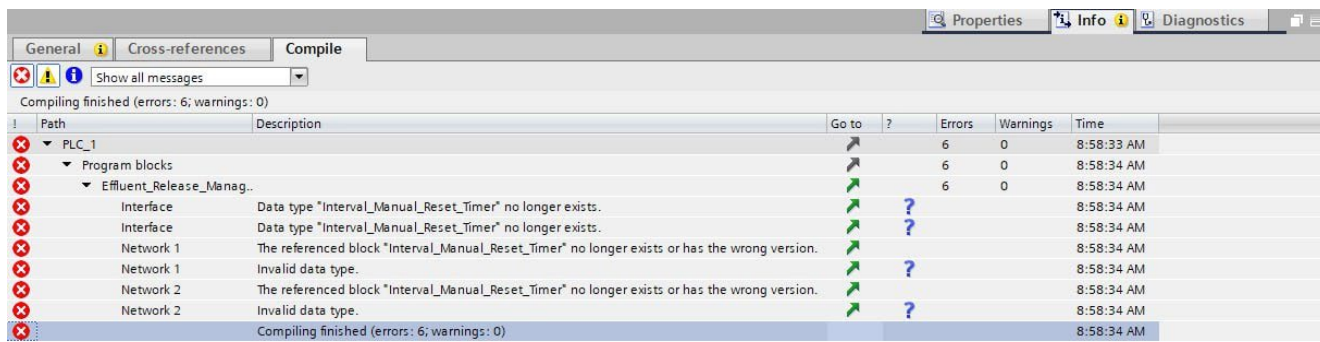 Properties Info Diagnostics
General Cross-references Compile
Show all messages
Compiling finished (errors: 6; warnings: 0)
! Path Description Go to ? Errors Warnings Time
PLC_1 6 0 8:58:33 AM
Program blocks 6 0 8:58:34 AM
Effluent_Release_Manag.. 6 0 8:58:34 AM
Interface Data type "Interval_Manual_Reset_Timer" no longer exists. ? 8:58:34 AM
Interface Data type "Interval_Manual_Reset_Timer" no longer exists. ? 8:58:34 AM
Network 1 The referenced block "Interval_Manual_Reset_Timer" no longer exists or has the wrong version. 8:58:34 AM
Network 1 Invalid data type. ? 8:58:34 AM
Network 2 The referenced block "Interval_Manual_Reset_Timer" no longer exists or has the wrong version. 8:58:34 AM
Network 2 Invalid data type. ? 8:58:34 AM
Compiling finished (errors: 6; warnings: 0) 8:58:34 AM